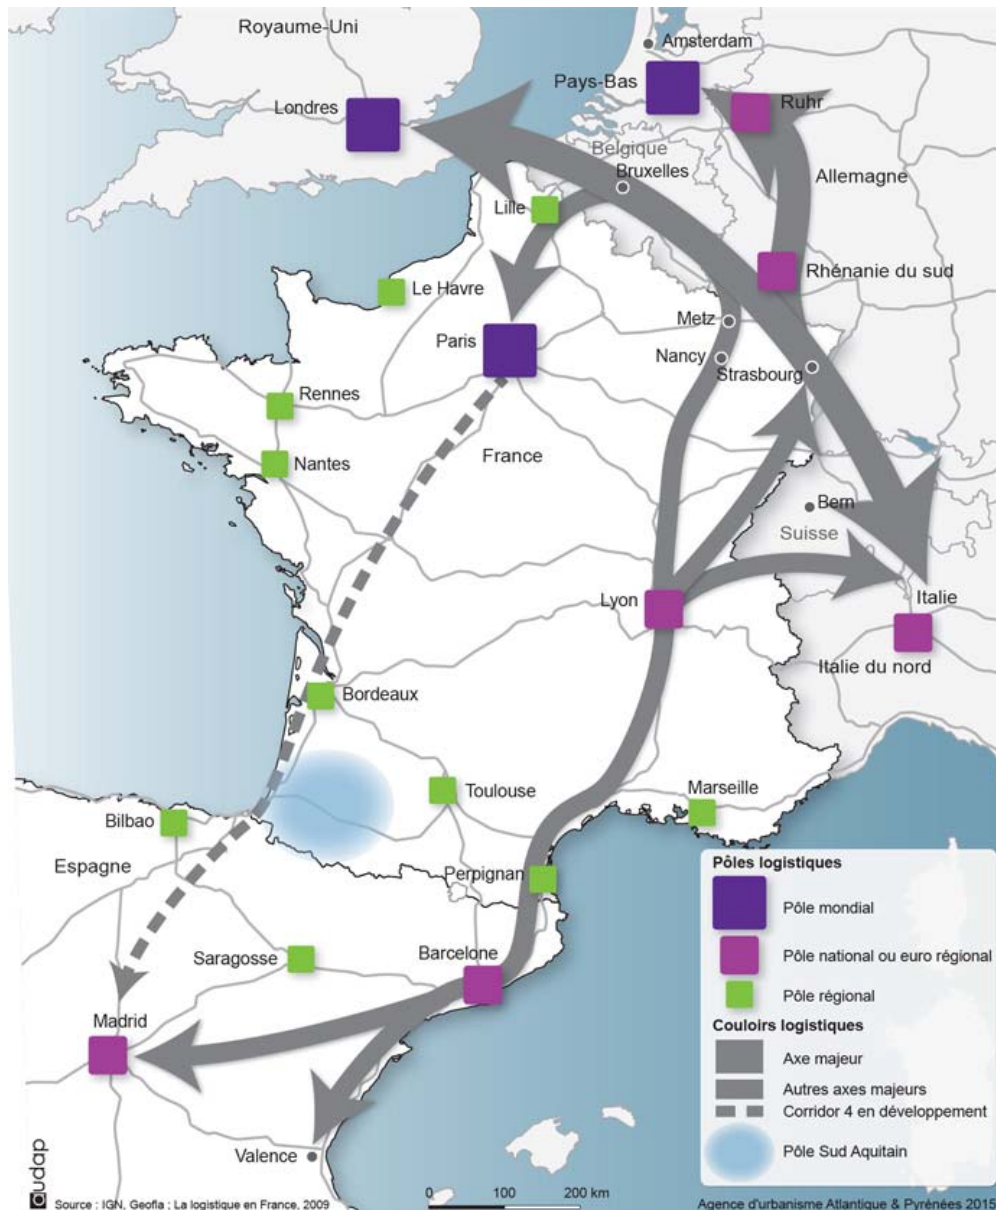 Royaume-Uni
Amsterdam
Pays-Bas
Londres
Ruhr
Belgique
Bruxelles
Allemagne
Lille
Rhénanie du sud
Le Havre
Metz
Paris
Nancy
Strasbourg
Rennes
France
Nantes
Bern
Suisse
Lyon
Italie
Italie du nord
Bordeaux
Toulouse
Marseille
Bilbao
Espagne
Perpignan
Saragosse
Barcelone
Madrid
Valence
Pôles logistiques
Pôle mondial
Pôle national ou euro régional
Pôle régional
Couloirs logistiques
Axe majeur
Autres axes majeurs
Corridor 4 en développement
Pôle Sud Aquitain
audap
0 100 200 km
Source : IGN, Geofla ; La logistique en France, 2009
Agence d'urbanisme Atlantique & Pyrénées 2015